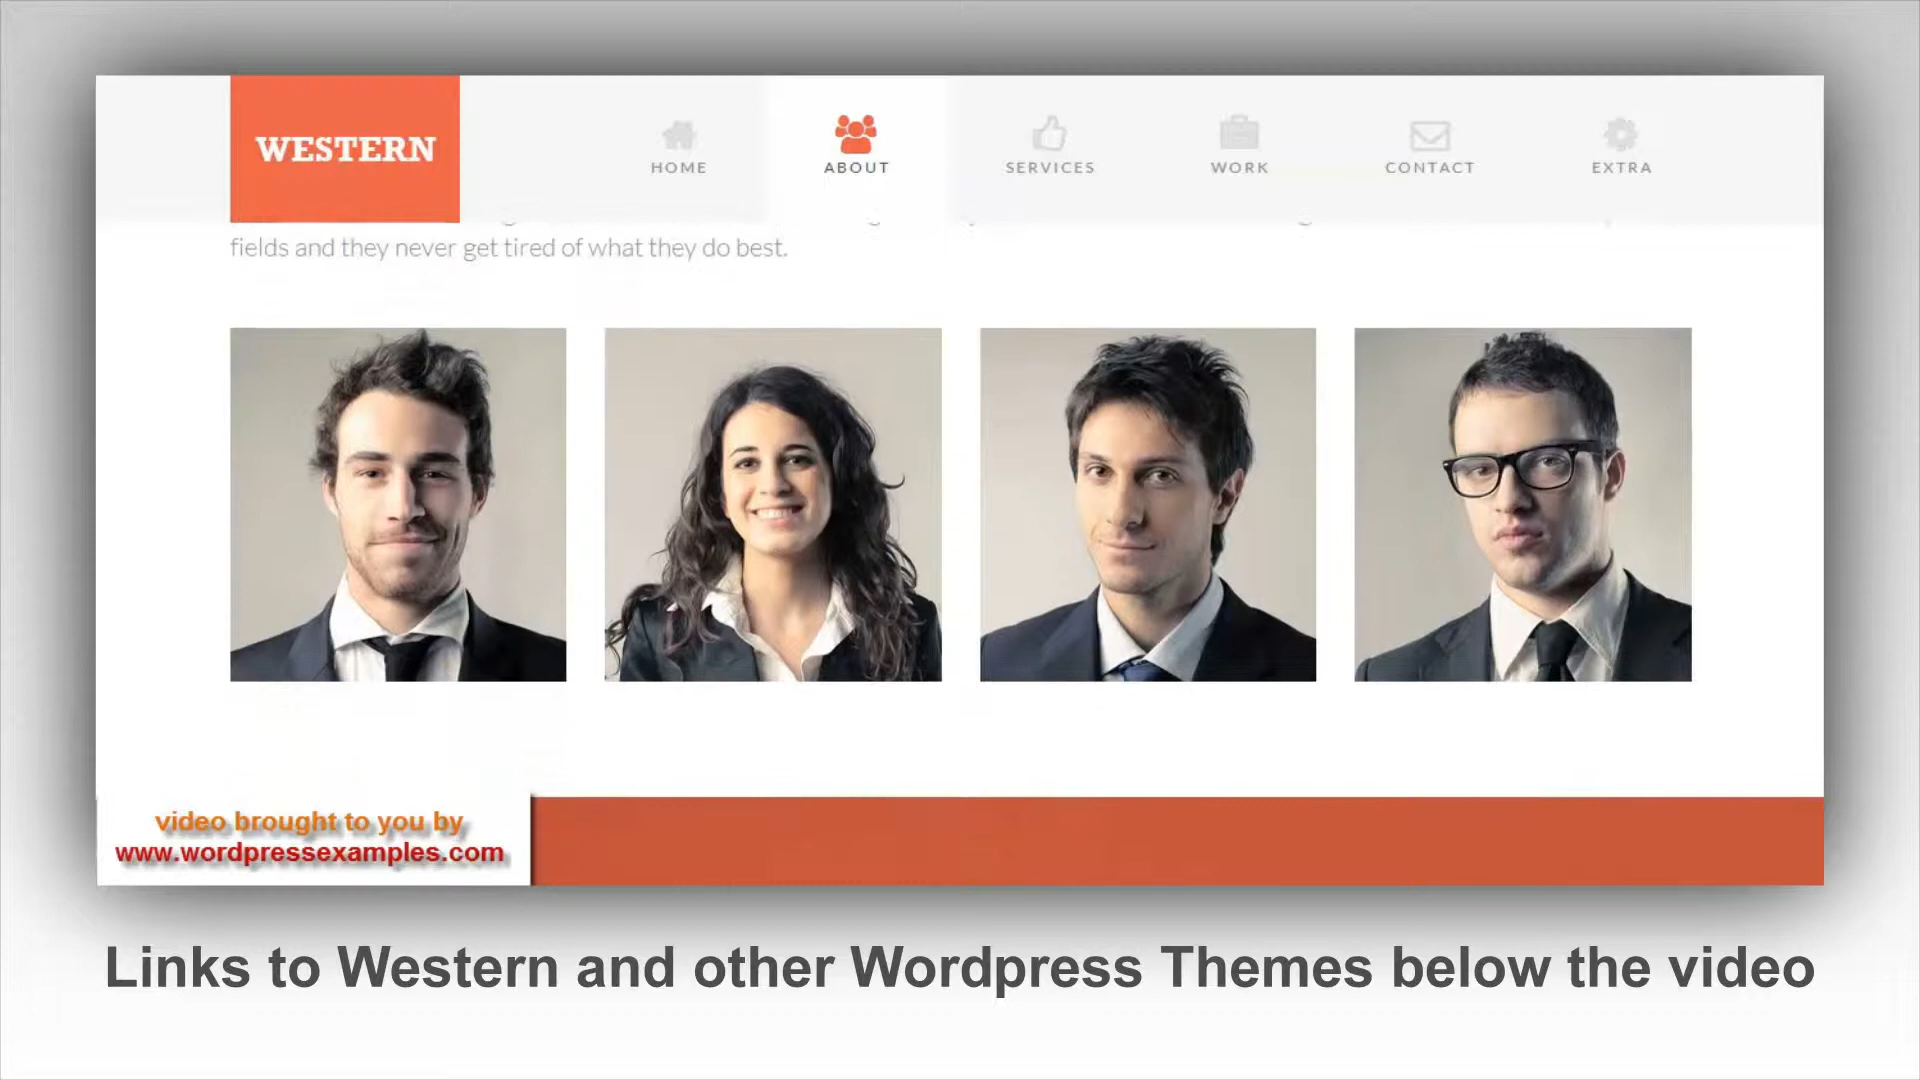 WESTERN
HOME
ABOUT
SERVICES
WORK
CONTACT
EXTRA
fields and they never get tired of what they do best.
video brought to you by
www.wordpressexamples.com
Links to Western and other Wordpress Themes below the video